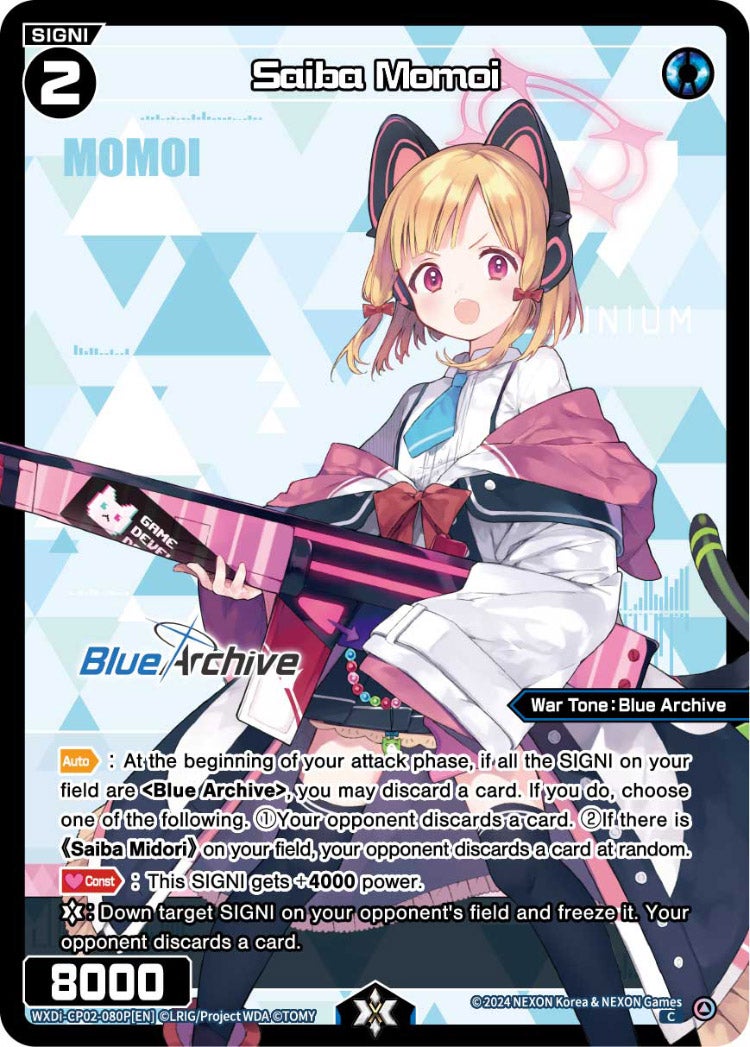 SIGNI
2
Saiba Momoi
MOMOI
INIUM
GAME
DEVE
Blue Archive
War Tone:Blue Archive
Auto : At the beginning of your attack phase, if all the SIGNI on your
field are <Blue Archive>, you may discard a card. If you do, choose
one of the following. ①Your opponent discards a card. ②If there is
《Saiba Midori》 on your field, your opponent discards a card at random.
Const : This SIGNI gets +4000 power.
: Down target SIGNI on your opponent's field and freeze it. Your
opponent discards a card.
8000
WXDi-CP02-080P[EN] ©LRIG/Project WDA ©TOMY
©2024 NEXON Korea & NEXON Games
C